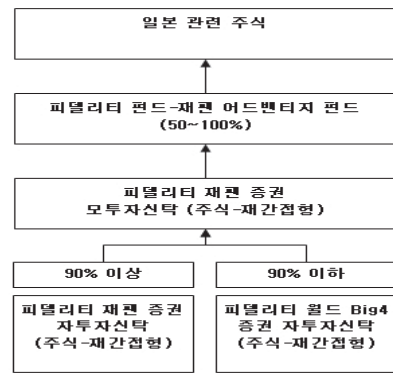 일본 관련 주식
피델리티 펀드-재팬 어드밴티지 펀드
(50~100%)
피델리티 재팬 증권
모투자신탁 (주식-재간접형)
90% 이상
90% 이하
피델리티 재팬 증권
자투자신탁
(주식-재간접형)
피델리티 월드 Big4
증권 자투자신탁
(주식-재간접형)